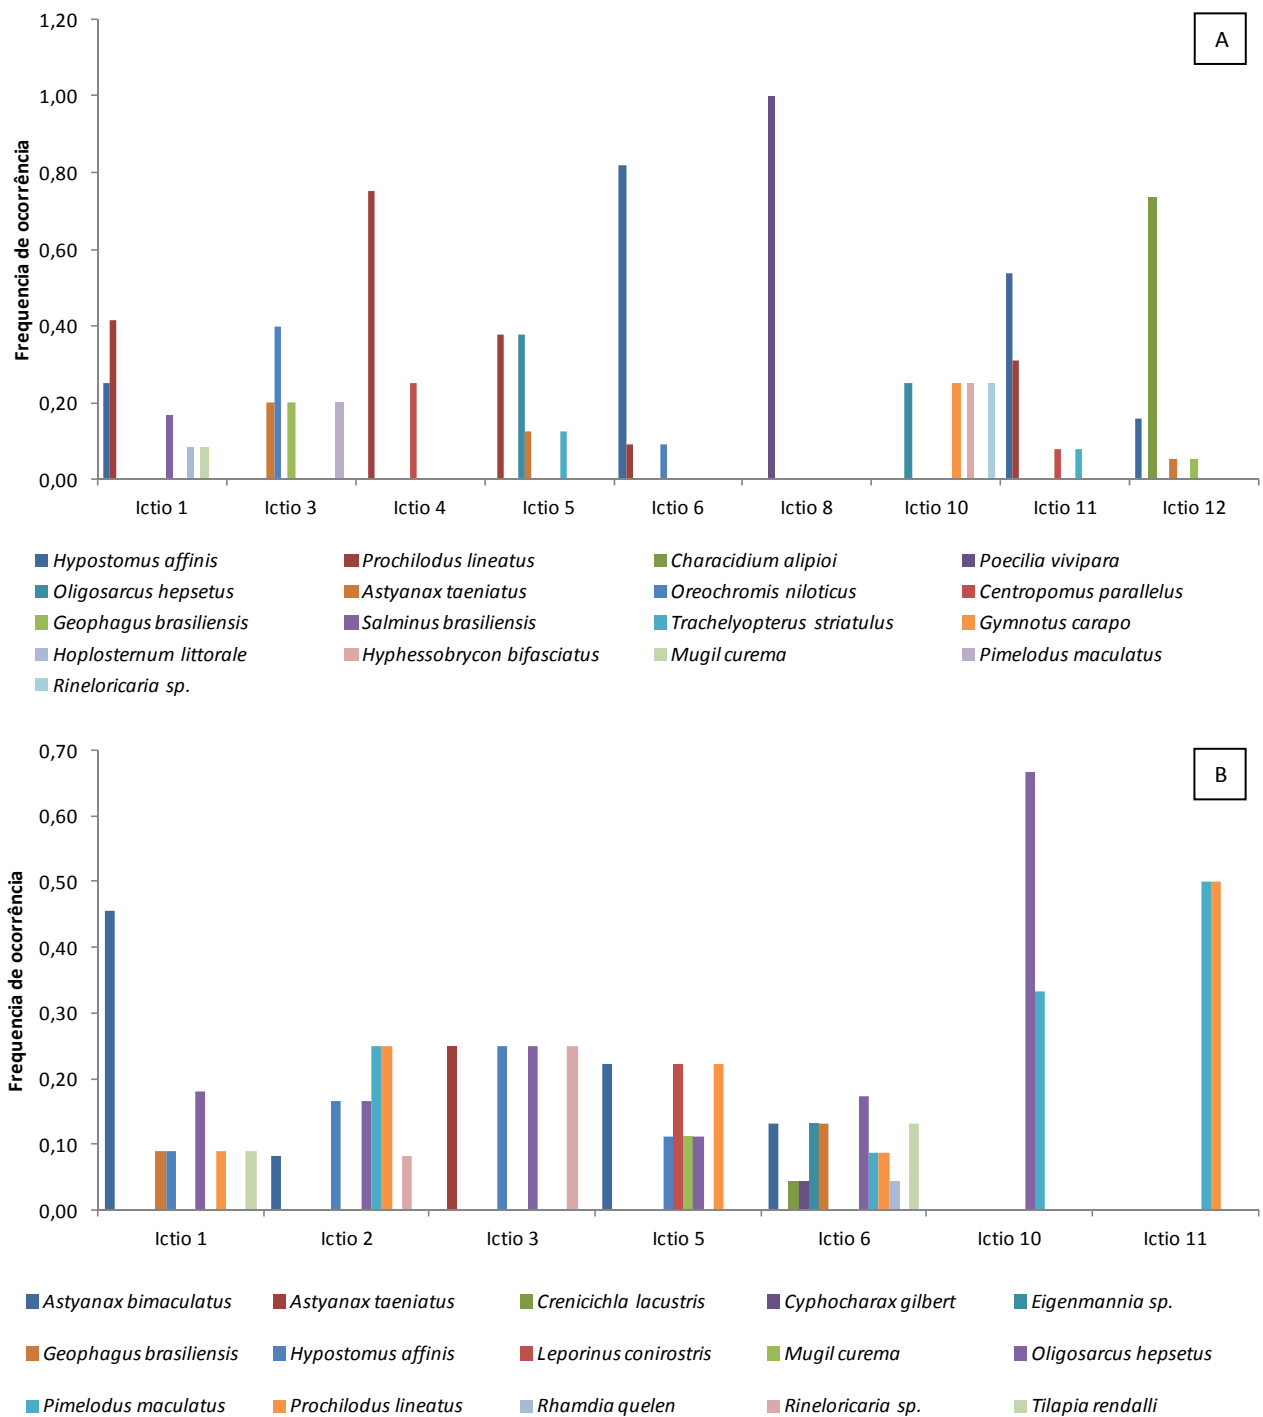 1,20
A
1,00
0,80
0,60
0,40
0,20
0,00
Frequencia de ocorrência
Ictio 1 Ictio 3 Ictio 4 Ictio 5 Ictio 6 Ictio 8 Ictio 10 Ictio 11 Ictio 12
Hypostomus affinis Prochilodus lineatus Characidium alipioi Poecilia vivipara
Oligosarcus hepsetus Astyanax taeniatus Oreochromis niloticus Centropomus parallelus
Geophagus brasiliensis Salminus brasiliensis Trachelyopterus striatulus Gymnotus carapo
Hoplosternum littorale Hyphessobrycon bifasciatus Mugil curema Pimelodus maculatus
Rineloricaria sp.
0,70
B
0,60
0,50
0,40
0,30
0,20
0,10
0,00
Frequencia de ocorrência
Ictio 1 Ictio 2 Ictio 3 Ictio 5 Ictio 6 Ictio 10 Ictio 11
Astyanax bimaculatus Astyanax taeniatus Crenicichla lacustris Cyphocharax gilbert Eigenmannia sp.
Geophagus brasiliensis Hypostomus affinis Leporinus conirostris Mugil curema Oligosarcus hepsetus
Pimelodus maculatus Prochilodus lineatus Rhamdia quelen Rineloricaria sp. Tilapia rendalli